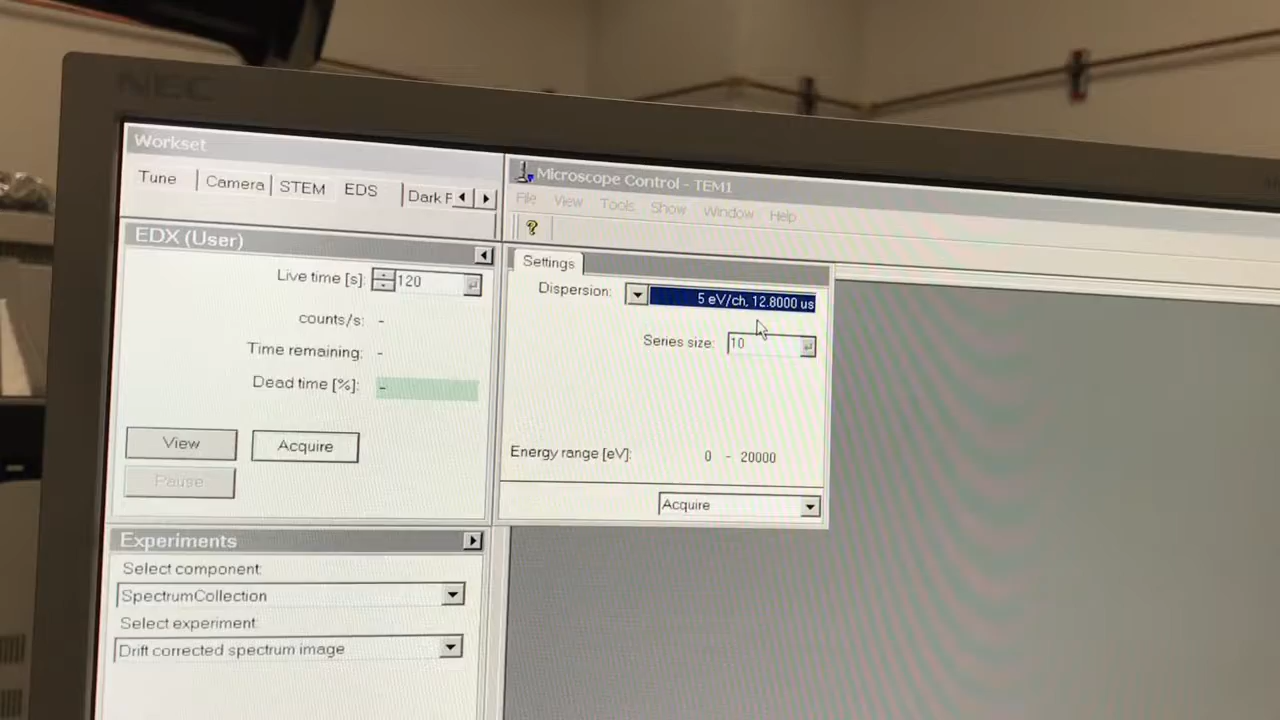 NEC
Workset
Tune Camera STEM EDS Dark F
Microscope Control - TEM1
File View Tools Show Window Help
?
EDX (User)
Live time [s]: 120
counts/s: -
Time remaining: -
Dead time [%]: -
View Acquire
Pause
Settings
Dispersion: 5 eV/ch, 12.8000 us
Series size: 10
Energy range [eV]: 0 - 20000
Acquire
Experiments
Select component:
SpectrumCollection
Select experiment:
Drift corrected spectrum image